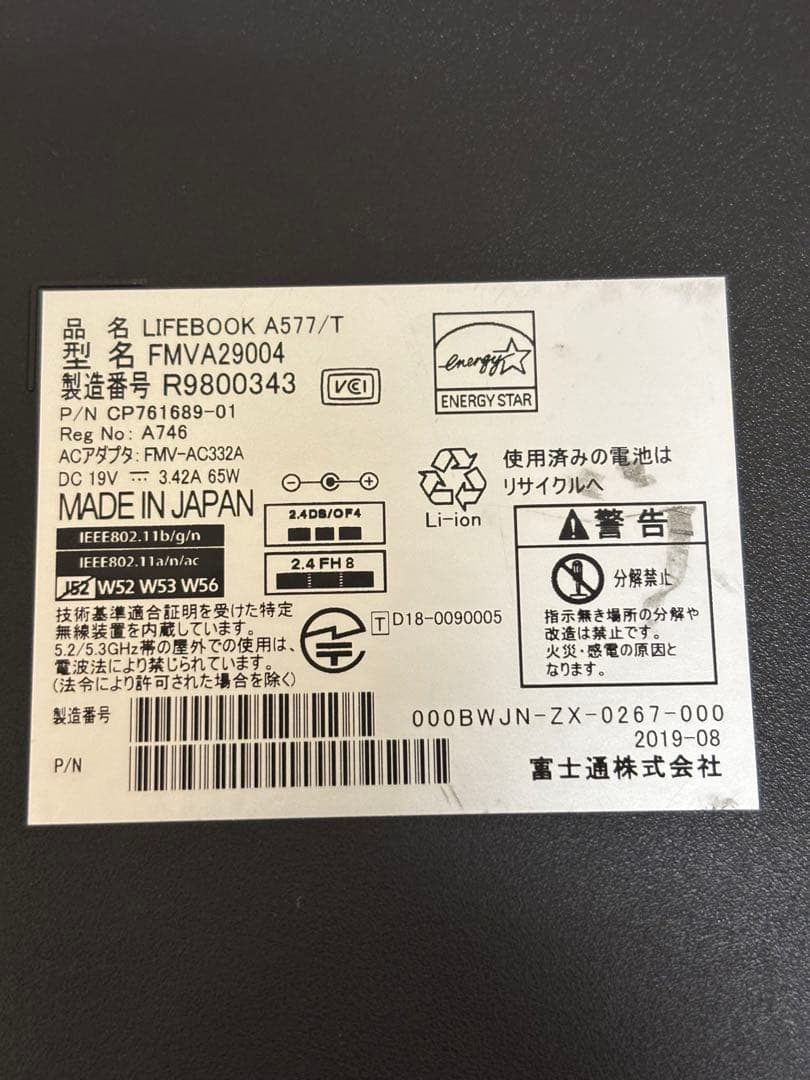 品 名 LIFEBOOK A577/T
型 名 FMVA29004
製造番号 R9800343
VCI
P/N CP761689-01
Reg No: A746
ACアダプタ: FMV-AC332A
DC 19V ⎓ 3.42A 65W
MADE IN JAPAN
energy
ENERGY STAR
Li-ion
使用済みの電池は
リサイクルへ
2.4DS/OF4
2.4FH8
IEEE802.11b/g/n
IEEE802.11a/n/ac
J52 W52 W53 W56
警告
分解禁止
指示無き場所の分解や
改造は禁止です。
火災・感電の原因と
なります。
技術基準適合証明を受けた特定
無線装置を内蔵しています。
5.2/5.3GHz帯の屋外での使用は、
電波法により禁じられています。
(法令により許可された場合を除く)
T D18-0090005
製造番号
P/N
000BWJN-ZX-0267-000
2019-08
富士通株式会社